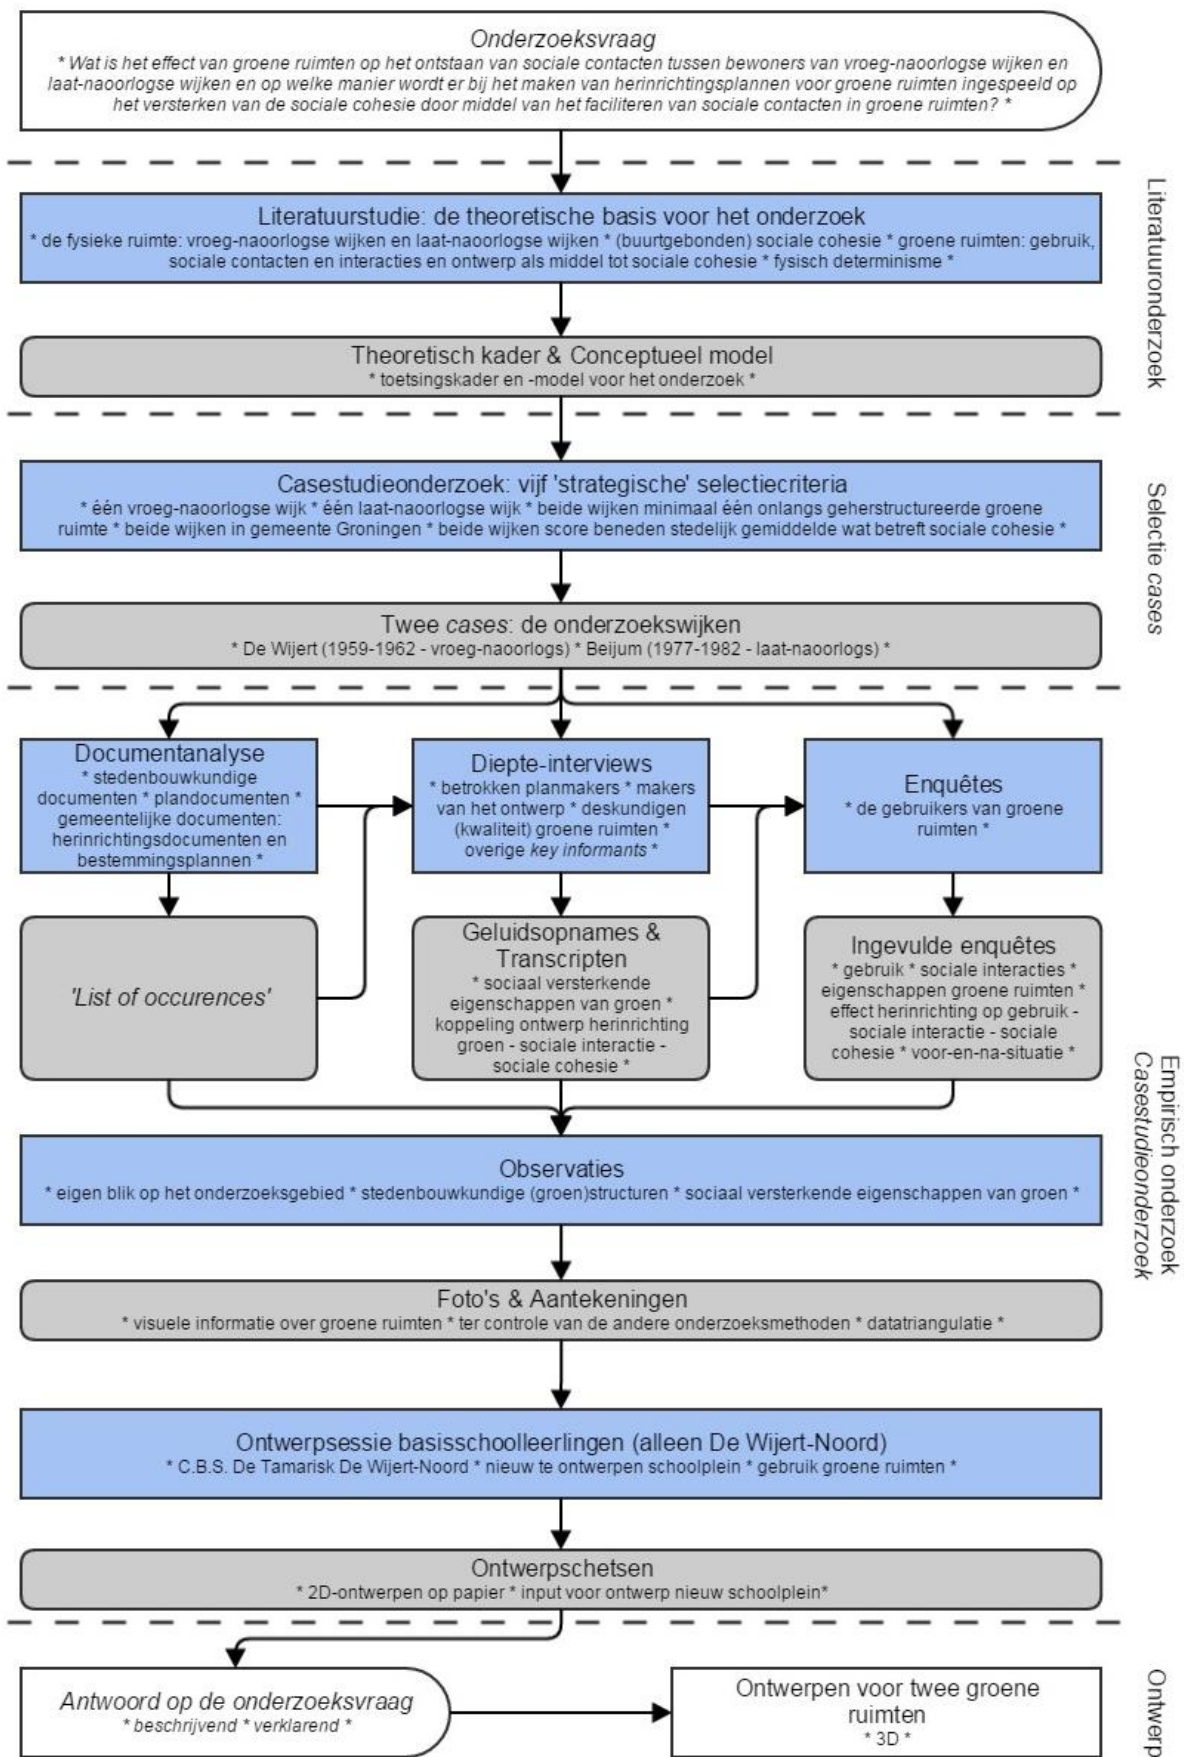 Onderzoeksvraag
* Wat is het effect van groene ruimten op het ontstaan van sociale contacten tussen bewoners van vroeg-naoorlogse wijken en
laat-naoorlogse wijken en op welke manier wordt er bij het maken van herinrichtingsplannen voor groene ruimten ingespeeld op
het versterken van de sociale cohesie door middel van het faciliteren van sociale contacten in groene ruimten? *
Literatuuronderzoek
Literatuurstudie: de theoretische basis voor het onderzoek
* de fysieke ruimte: vroeg-naoorlogse wijken en laat-naoorlogse wijken * (buurtgebonden) sociale cohesie * groene ruimten: gebruik,
sociale contacten en interacties en ontwerp als middel tot sociale cohesie * fysisch determinisme *
Theoretisch kader & Conceptueel model
* toetsingskader en -model voor het onderzoek *
Selectie cases
Casestudieonderzoek: vijf 'strategische' selectiecriteria
* één vroeg-naoorlogse wijk * één laat-naoorlogse wijk * beide wijken minimaal één onlangs geherstructureerde groene
ruimte * beide wijken in gemeente Groningen * beide wijken score beneden stedelijk gemiddelde wat betreft sociale cohesie *
Twee cases: de onderzoekswijken
* De Wijert (1959-1962 - vroeg-naoorlogs) * Beijum (1977-1982 - laat-naoorlogs) *
Empirisch onderzoek
Casestudieonderzoek
Documentanalyse
* stedenbouwkundige
documenten * plandocumenten *
gemeentelijke documenten:
herinrichtingsdocumenten en
bestemmingsplannen *
Diepte-interviews
* betrokken planmakers * makers
van het ontwerp * deskundigen
(kwaliteit) groene ruimten *
overige key informants *
Enquêtes
* de gebruikers van groene
ruimten *
'List of occurences'
Geluidsopnames &
Transcripten
* sociaal versterkende
eigenschappen van groen *
koppeling ontwerp herinrichting
groen - sociale interactie -
sociale cohesie *
Ingevulde enquêtes
* gebruik * sociale interacties *
eigenschappen groene ruimten *
effect herinrichting op gebruik -
sociale interactie - sociale
cohesie * voor-en-na-situatie *
Observaties
* eigen blik op het onderzoeksgebied * stedenbouwkundige (groen)structuren * sociaal versterkende eigenschappen van groen *
Foto's & Aantekeningen
* visuele informatie over groene ruimten * ter controle van de andere onderzoeksmethoden * datatriangulatie *
Ontwerpsessie basisschoolleerlingen (alleen De Wijert-Noord)
* C.B.S. De Tamarisk De Wijert-Noord * nieuw te ontwerpen schoolplein * gebruik groene ruimten *
Ontwerpschetsen
* 2D-ontwerpen op papier * input voor ontwerp nieuw schoolplein*
Ontwerp
Antwoord op de onderzoeksvraag
* beschrijvend * verklarend *
Ontwerpen voor twee groene
ruimten
* 3D *